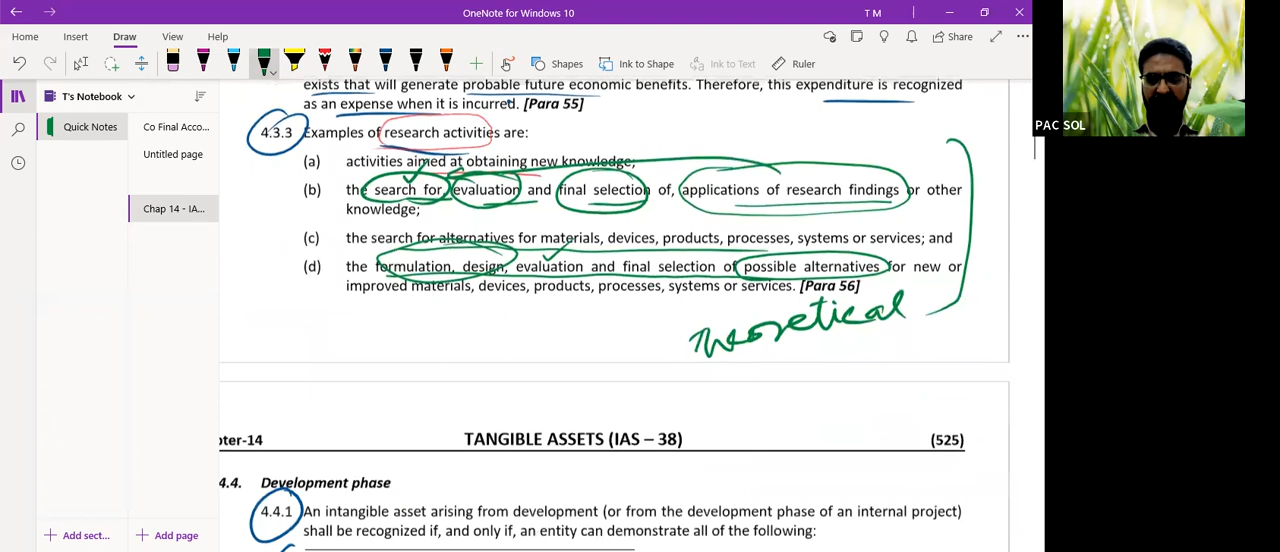 OneNote for Windows 10
T M
Home Insert Draw View Help
Share
Shapes Ink to Shape Ink to Text Ruler
T's Notebook
Quick Notes
Co Final Acco...
Untitled page
Chap 14 - IA...
exists that will generate probable future economic benefits. Therefore, this expenditure is recognized
as an expense when it is incurred. [Para 55]
4.3.3 Examples of research activities are:
(a) activities aimed at obtaining new knowledge;
(b) the search for, evaluation and final selection of, applications of research findings or other
knowledge;
(c) the search for alternatives for materials, devices, products, processes, systems or services; and
(d) the formulation, design, evaluation and final selection of possible alternatives for new or
improved materials, devices, products, processes, systems or services. [Para 56]
Theoretical
pter-14 TANGIBLE ASSETS (IAS – 38) (525)
4.4. Development phase
4.4.1 An intangible asset arising from development (or from the development phase of an internal project)
shall be recognized if, and only if, an entity can demonstrate all of the following:
Add sect...
Add page
PAC SOL